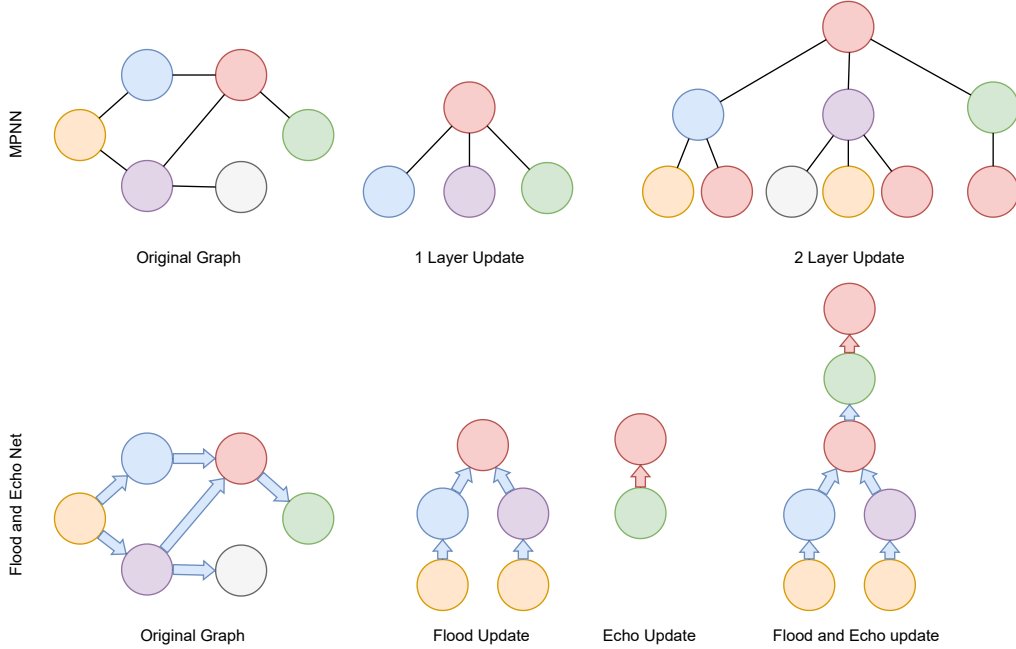 MPNN
Original Graph
1 Layer Update
2 Layer Update
Flood and Echo Net
Original Graph
Flood Update
Echo Update
Flood and Echo update